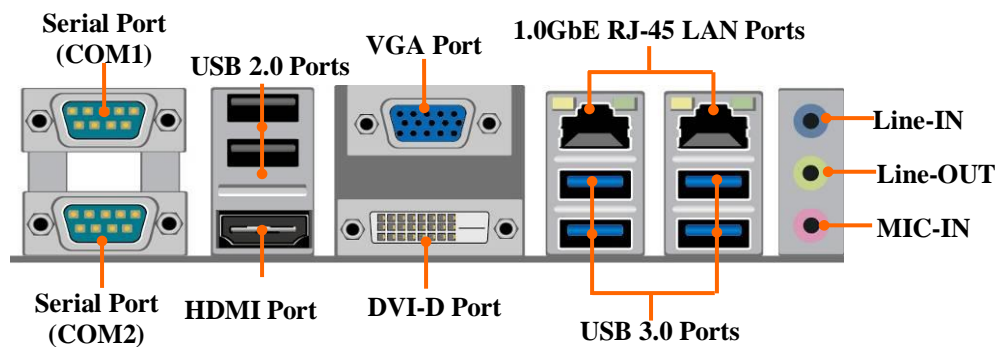 Serial Port
(COM1)
USB 2.0 Ports
VGA Port
1.0GbE RJ-45 LAN Ports
Line-IN
Line-OUT
MIC-IN
Serial Port
(COM2)
HDMI Port
DVI-D Port
USB 3.0 Ports